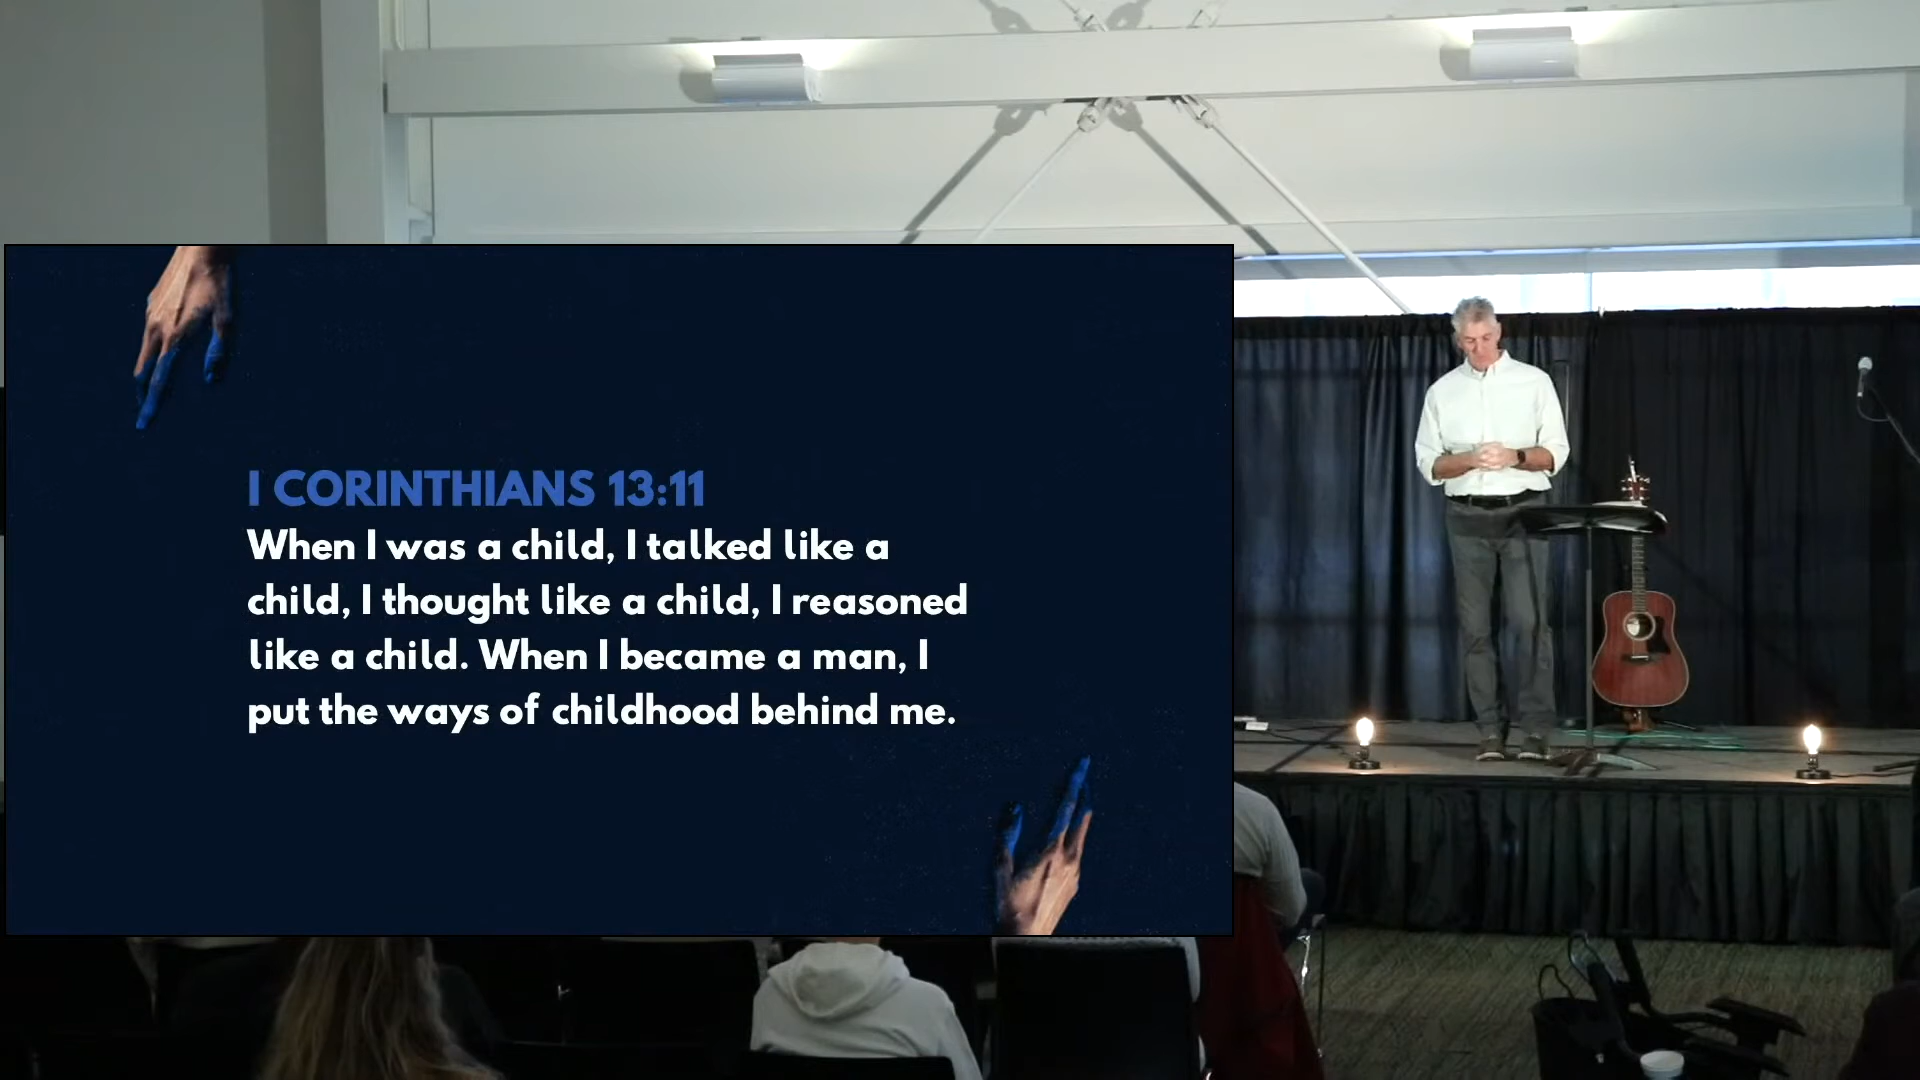 I CORINTHIANS 13:11
When I was a child, I talked like a
child, I thought like a child, I reasoned
like a child. When I became a man, I
put the ways of childhood behind me.